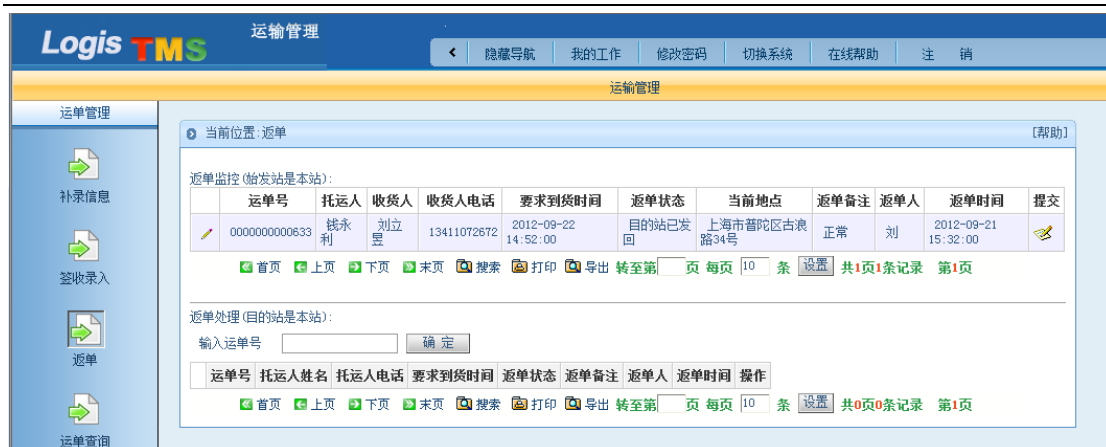 Logis TMS 运输管理
隐藏导航 我的工作 修改密码 切换系统 在线帮助 注 销
运输管理
运单管理
补录信息
签收录入
返单
运单查询
当前位置:返单 [帮助]
返单监控(始发站是本站):
运单号 托运人 收货人 收货人电话 要求到货时间 返单状态 当前地点 返单备注 返单人 返单时间 提交
0000000000633 钱永利 刘立昱 13411072672 2012-09-22 14:52:00 目的站已发回 上海市普陀区古浪路34号 正常 刘 2012-09-21 15:32:00
首页 上页 下页 末页 搜索 打印 导出 转至第 页 每页 10 条 设置 共1页1条记录 第1页
返单处理(目的站是本站):
输入运单号 确 定
运单号 托运人姓名 托运人电话 要求到货时间 返单状态 返单备注 返单人 返单时间 操作
首页 上页 下页 末页 搜索 打印 导出 转至第 页 每页 10 条 设置 共0页0条记录 第1页